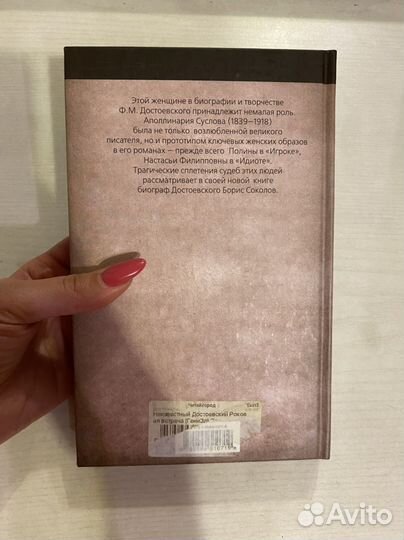 Этой женщине в биографии и творчестве
Ф.М. Достоевского принадлежит немалая роль.
Аполлинария Суслова (1839–1918)
была не только возлюбленной великого
писателя, но и прототипом ключевых женских образов
в его романах – прежде всего Полины в «Игроке»,
Настасьи Филипповны в «Идиоте».
Трагические сплетения судеб этих людей
рассматривает в своей новой книге
биограф Достоевского Борис Соколов.
Читай-город
Неизвестный Достоевский Роков
ая встреча
Avito